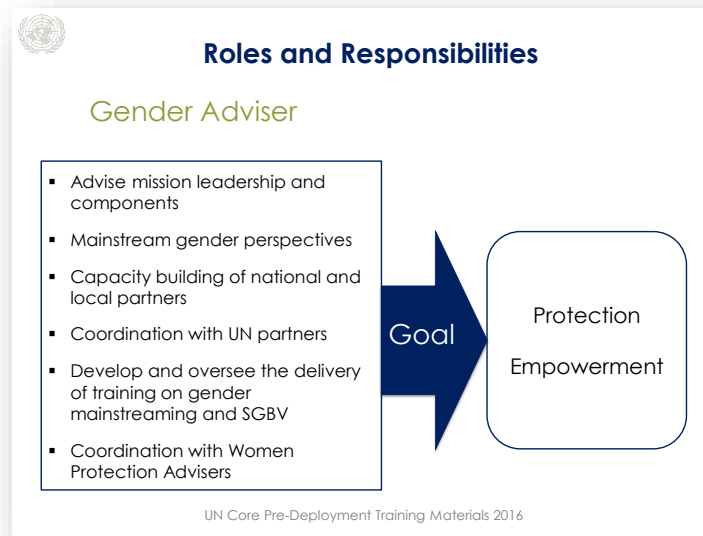 Roles and Responsibilities
Gender Adviser
▪ Advise mission leadership and
components
▪ Mainstream gender perspectives
▪ Capacity building of national and
local partners
▪ Coordination with UN partners
▪ Develop and oversee the delivery
of training on gender
mainstreaming and SGBV
▪ Coordination with Women
Protection Advisers
Goal
Protection
Empowerment
UN Core Pre-Deployment Training Materials 2016